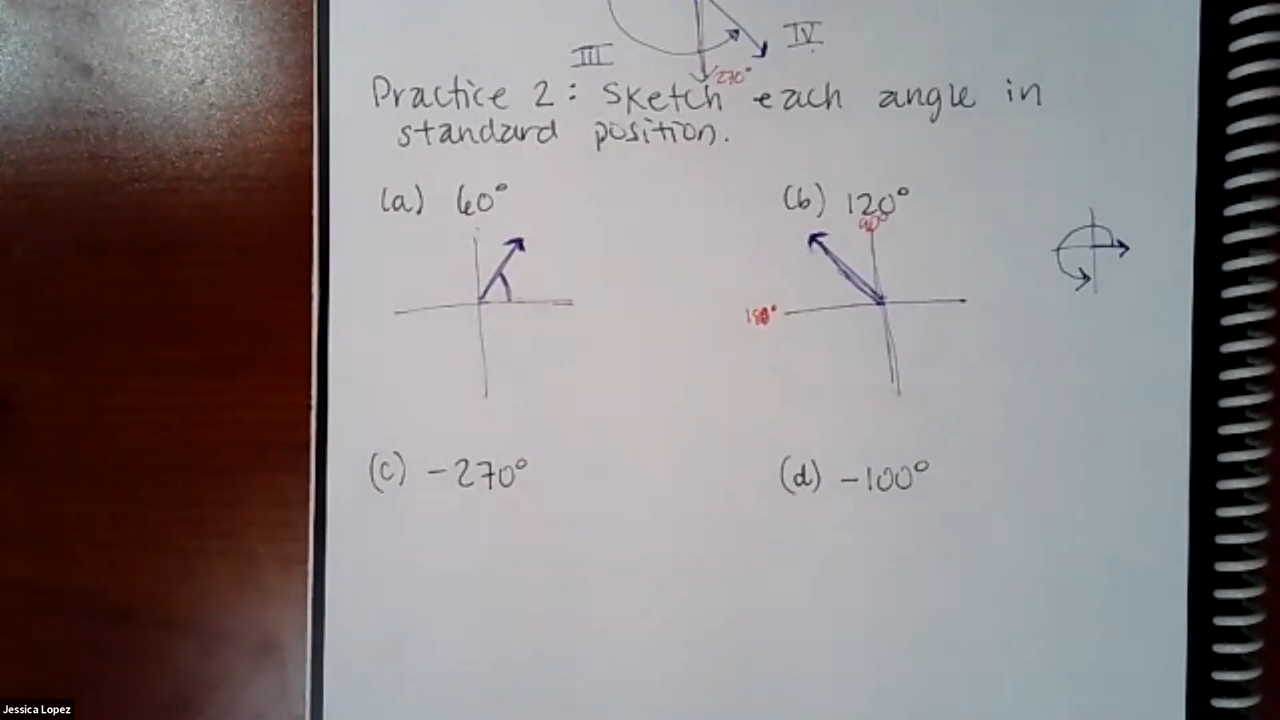 III
IV
270°
Practice 2: Sketch each angle in
standard position.
(a) 60°
(b) 120°
90°
180°
(c) -270°
(d) -100°
Jessica Lopez